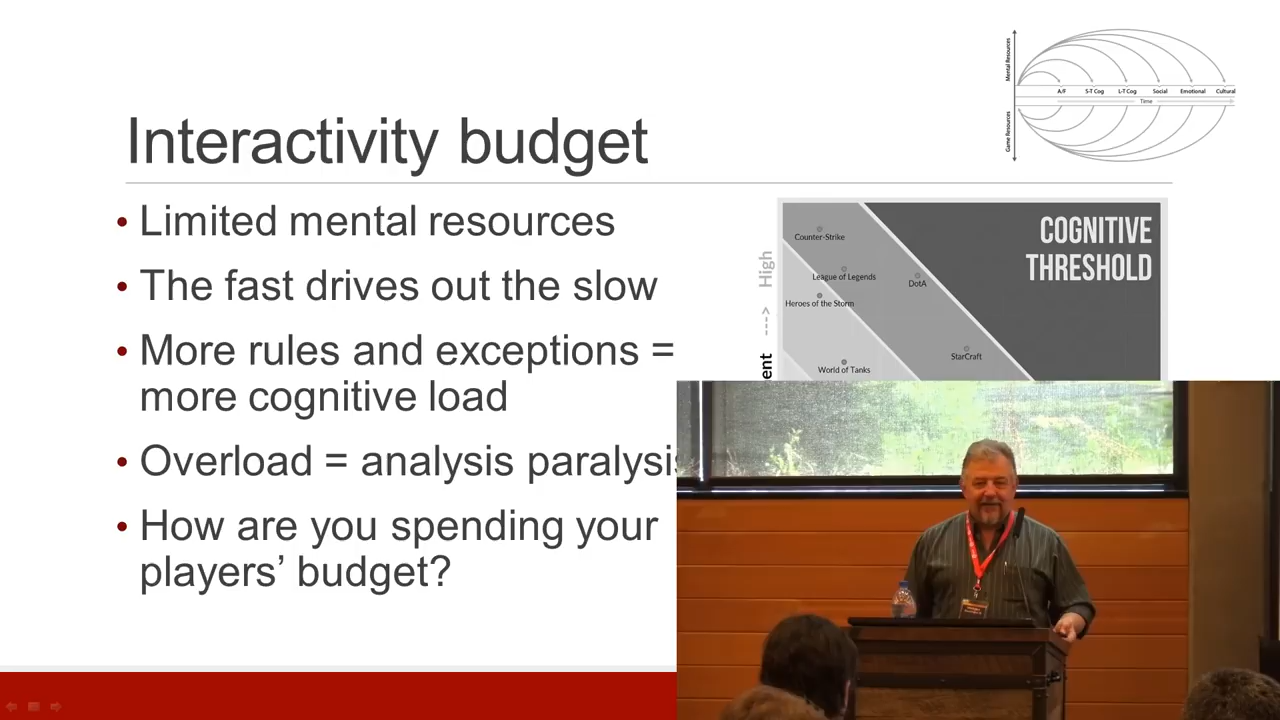 Mental Resources
A/F S-T Cog L-T Cog Social Emotional Cultural
Time
Game Resources
Interactivity budget
• Limited mental resources
• The fast drives out the slow
• More rules and exceptions =
more cognitive load
• Overload = analysis paralysis
• How are you spending your
players’ budget?
COGNITIVE
THRESHOLD
Counter-Strike
League of Legends
DotA
Heroes of the Storm
StarCraft
World of Tanks
ent ---> High